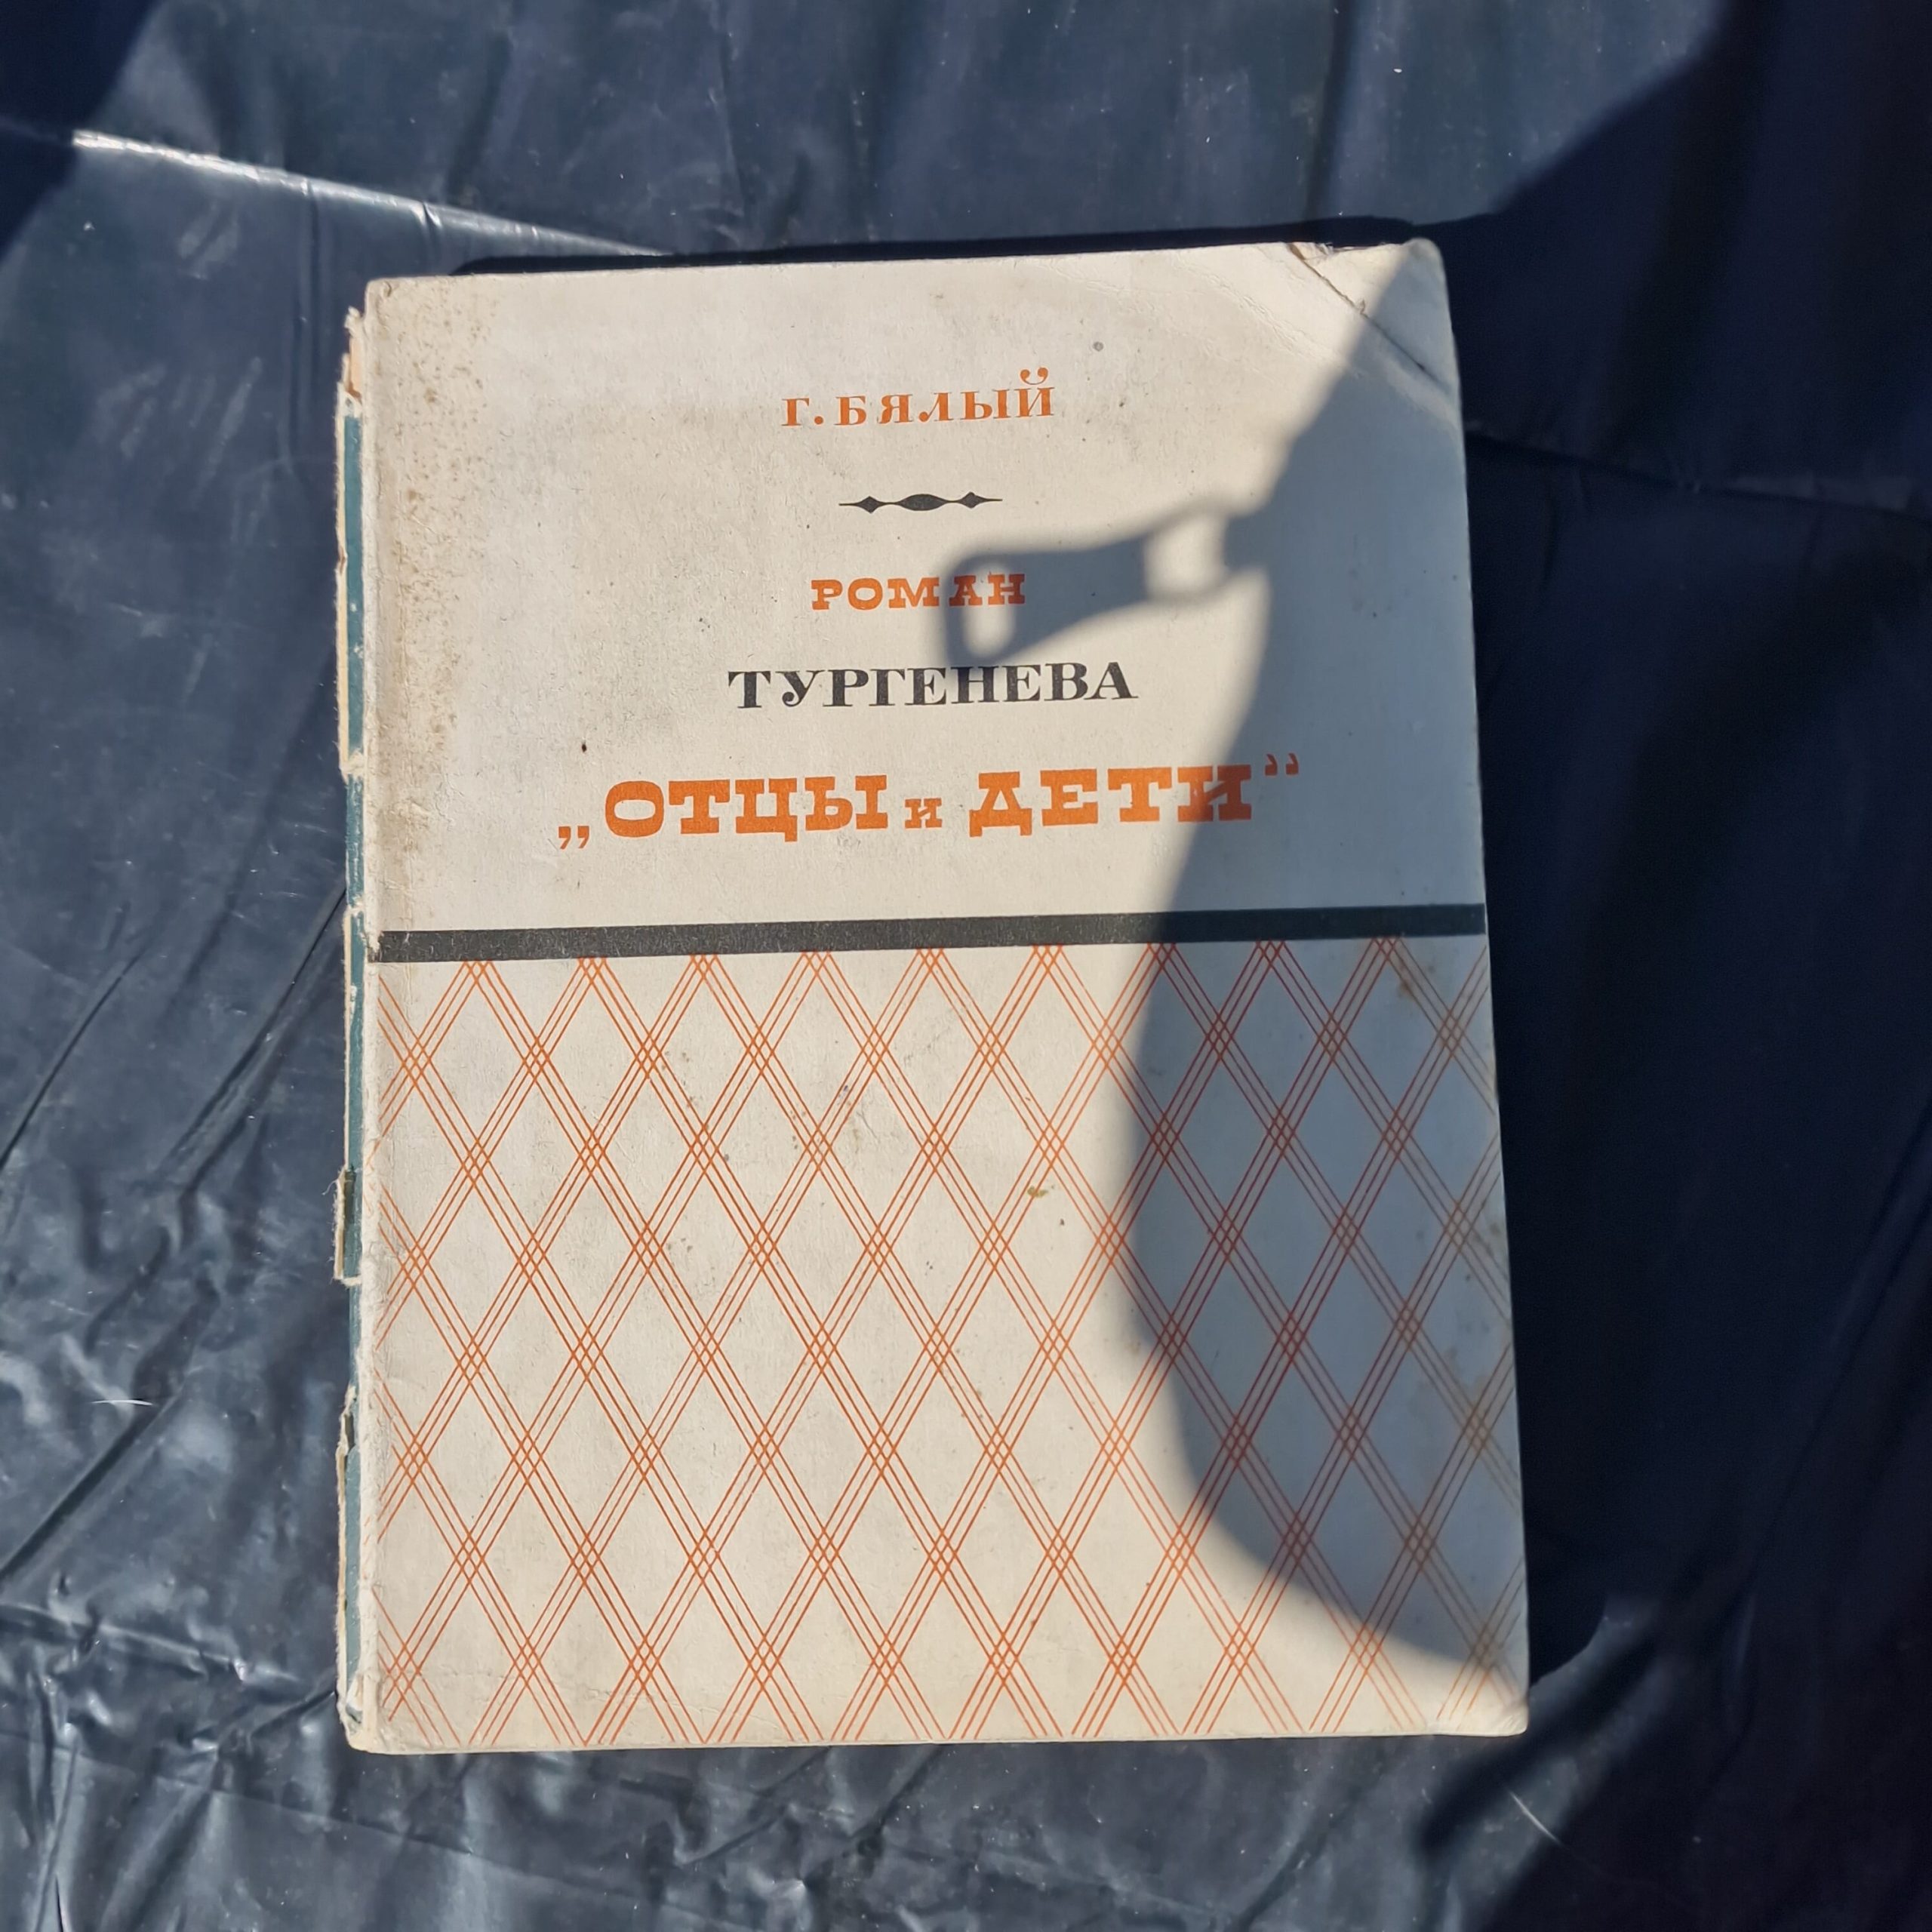 Г. БЯЛЫЙ
РОМАН
ТУРГЕНЕВА
„ОТЦЫ и ДЕТИ“